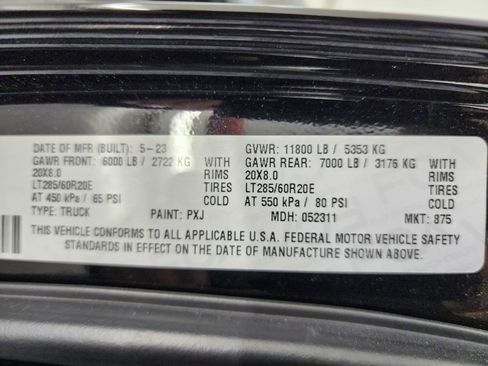 DATE OF MFR (BUILT): 5-23 GVWR: 11800 LB / 5353 KG
GAWR FRONT: 6000 LB / 2722 KG WITH GAWR REAR: 7000 LB / 3176 KG WITH
20X8.0 RIMS 20X8.0 RIMS
LT285/60R20E TIRES LT285/60R20E TIRES
AT 450 kPa / 65 PSI COLD AT 550 kPa / 80 PSI COLD
TYPE: TRUCK PAINT: PXJ MDH: 052311 MKT: 875
THIS VEHICLE CONFORMS TO ALL APPLICABLE U.S.A. FEDERAL MOTOR VEHICLE SAFETY
STANDARDS IN EFFECT ON THE DATE OF MANUFACTURE SHOWN ABOVE.